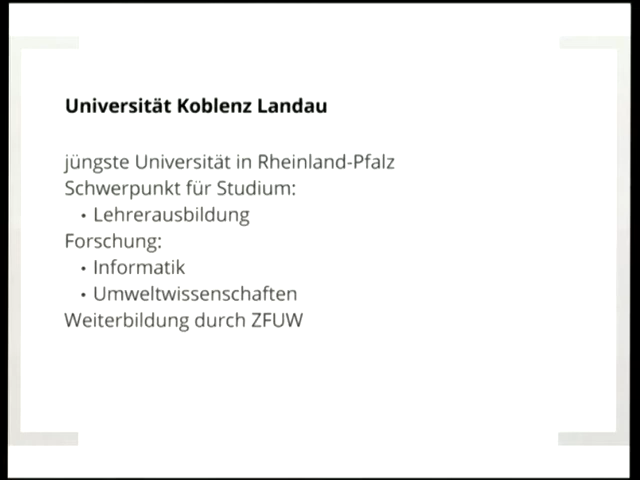 Universität Koblenz Landau
jüngste Universität in Rheinland-Pfalz
Schwerpunkt für Studium:
• Lehrerausbildung
Forschung:
• Informatik
• Umweltwissenschaften
Weiterbildung durch ZFUW